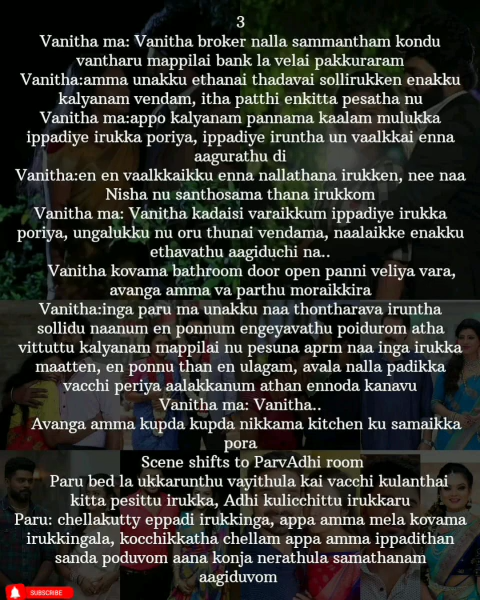 3
Vanitha ma: Vanitha broker nalla sammantham kondu
vantharu mappilai bank la velai pakkuraram
Vanitha:amma unakku ethanai thadavai sollirukken enakku
kalyanam vendam, itha patthi enkitta pesatha nu
Vanitha ma:appo kalyanam pannama kaalam mulukka
ippadiye irukka poriya, ippadiye iruntha un vaalkkai enna
aagurathu di
Vanitha:en en vaalkkaikku enna nallathana irukken, nee naa
Nisha nu santhosama thana irukkom
Vanitha ma: Vanitha kadaisi varaikkum ippadiye irukka
poriya, ungalukku nu oru thunai vendama, naalaikke enakku
ethavathu aagiduchi na..
Vanitha kovama bathroom door open panni veliya vara,
avanga amma va parthu moraikkira
Vanitha:inga paru ma unakku naa thontharava iruntha
sollidu naanum en ponnum engeyavathu poidurom atha
vittuttu kalyanam mappilai nu pesuna aprm naa inga irukka
maatten, en ponnu than en ulagam, avala nalla padikka
vacchi periya aalakkanum athan ennoda kanavu
Vanitha ma: Vanitha..
Avanga amma kupda kupda nikkama kitchen ku samaikka
pora
Scene shifts to ParvAdhi room
Paru bed la ukkarunthu vayithula kai vacchi kulanthai
kitta pesittu irukka, Adhi kulicchittu irukkaru
Paru: chellakutty eppadi irukkinga, appa amma mela kovama
irukkingala, kocchikkatha chellam appa amma ippadithan
sanda poduvom aana konja nerathula samathanam
aagiduvom
SUBSCRIBE